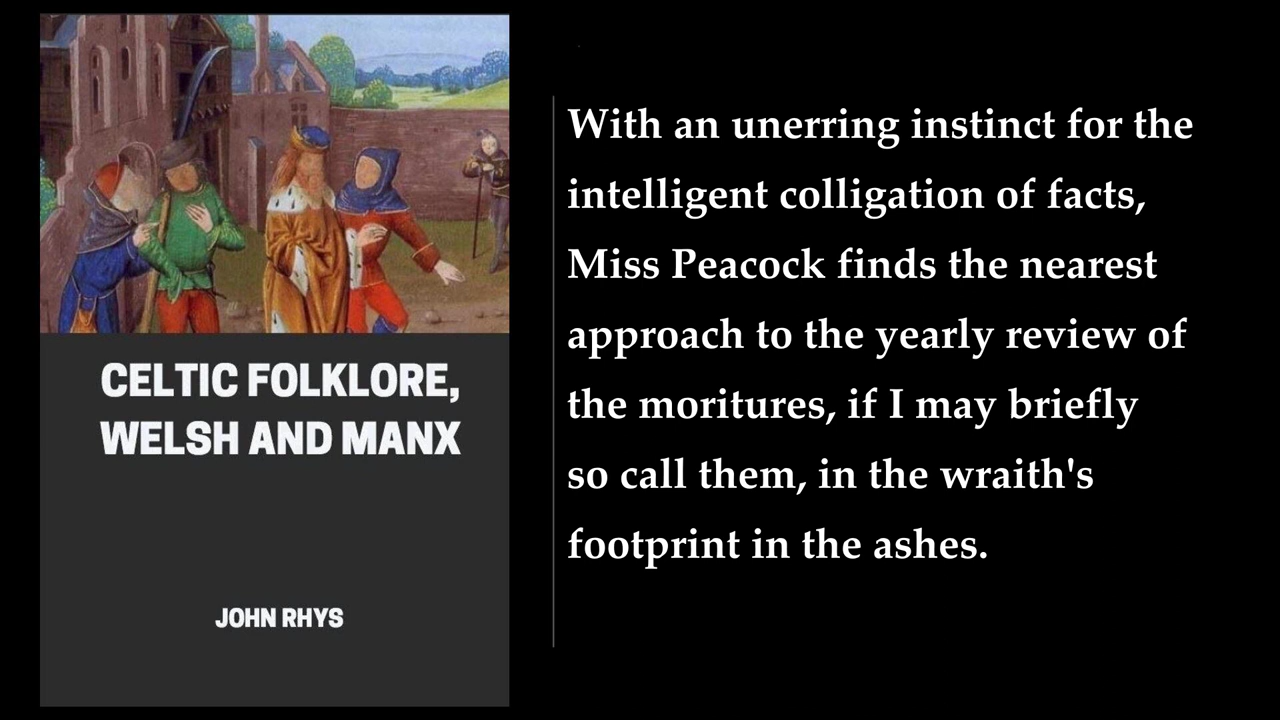 CELTIC FOLKLORE,
WELSH AND MANX
JOHN RHYS
With an unerring instinct for the
intelligent colligation of facts,
Miss Peacock finds the nearest
approach to the yearly review of
the moritures, if I may briefly
so call them, in the wraith's
footprint in the ashes.